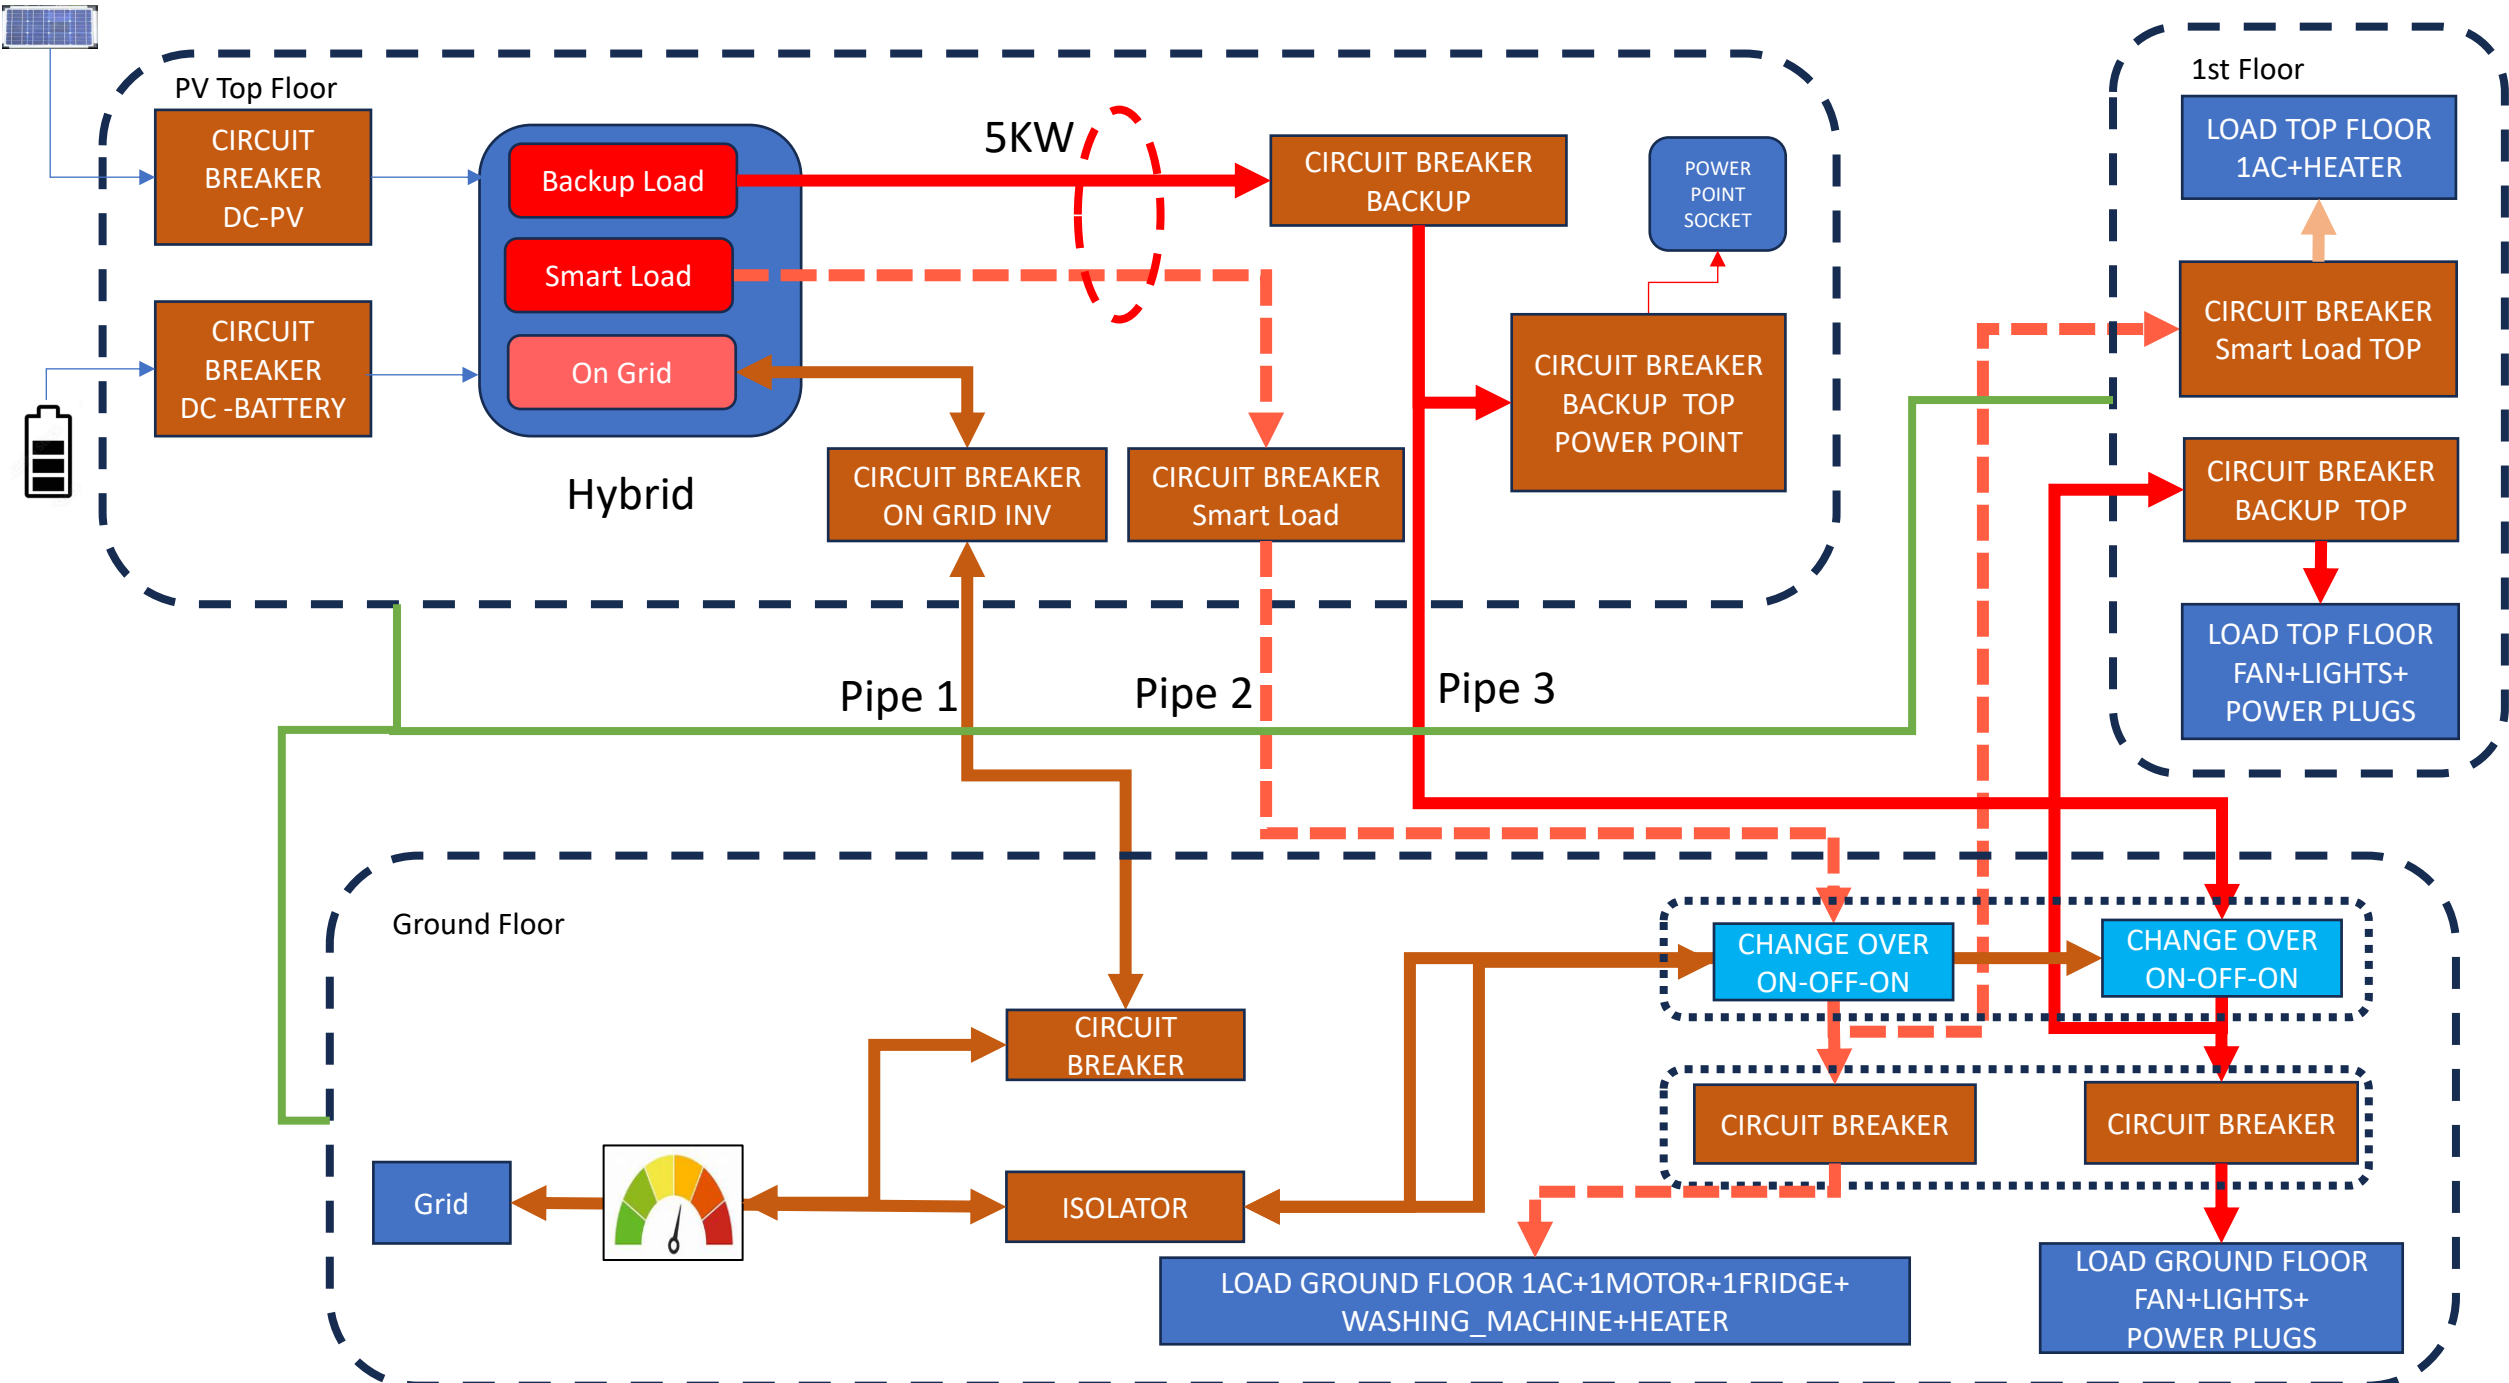 PV Top Floor
CIRCUIT
BREAKER
DC-PV
CIRCUIT
BREAKER
DC -BATTERY
Backup Load
Smart Load
On Grid
Hybrid
5KW
CIRCUIT BREAKER
BACKUP
POWER
POINT
SOCKET
CIRCUIT BREAKER
BACKUP  TOP
POWER POINT
CIRCUIT BREAKER
ON GRID INV
CIRCUIT BREAKER
Smart Load
1st Floor
LOAD TOP FLOOR
1AC+HEATER
CIRCUIT BREAKER
Smart Load TOP
CIRCUIT BREAKER
BACKUP  TOP
LOAD TOP FLOOR
FAN+LIGHTS+
POWER PLUGS
Pipe 1
Pipe 2
Pipe 3
Ground Floor
CHANGE OVER
ON-OFF-ON
CHANGE OVER
ON-OFF-ON
CIRCUIT
BREAKER
CIRCUIT BREAKER
CIRCUIT BREAKER
Grid
ISOLATOR
LOAD GROUND FLOOR 1AC+1MOTOR+1FRIDGE+
WASHING_MACHINE+HEATER
LOAD GROUND FLOOR
FAN+LIGHTS+
POWER PLUGS